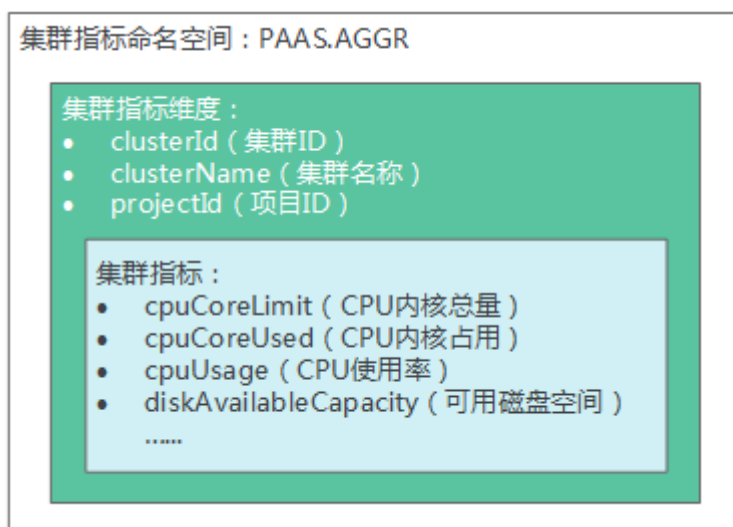 集群指标命名空间：PAAS.AGGR
集群指标维度：
• clusterId（集群ID）
• clusterName（集群名称）
• projectId（项目ID）
集群指标：
• cpuCoreLimit（CPU内核总量）
• cpuCoreUsed（CPU内核占用）
• cpuUsage（CPU使用率）
• diskAvailableCapacity（可用磁盘空间）
......